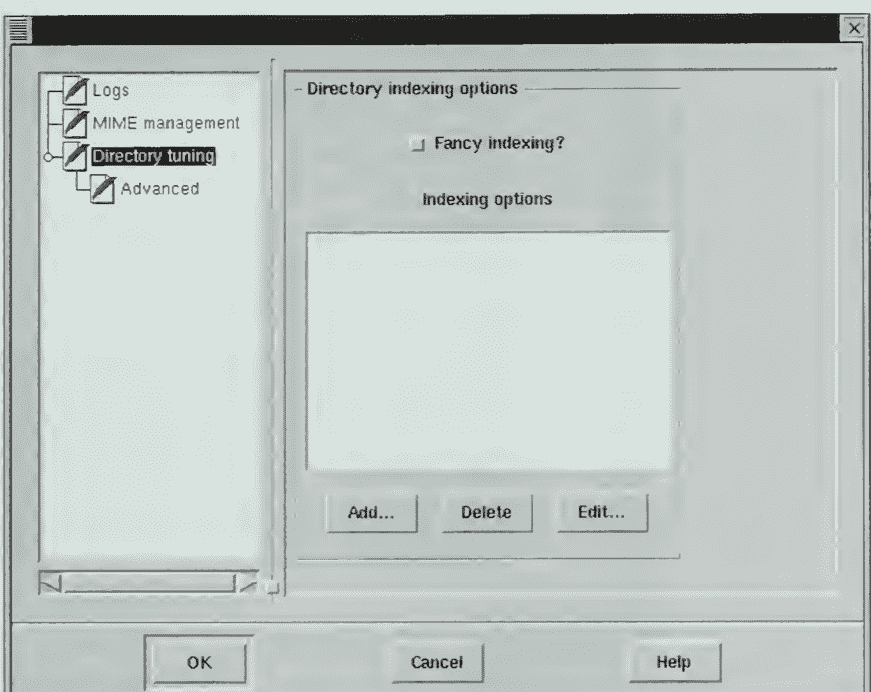 Logs
MIME management
Directory tuning
Advanced
Directory indexing options
Fancy indexing?
Indexing options
Add... Delete Edit...
OK Cancel Help